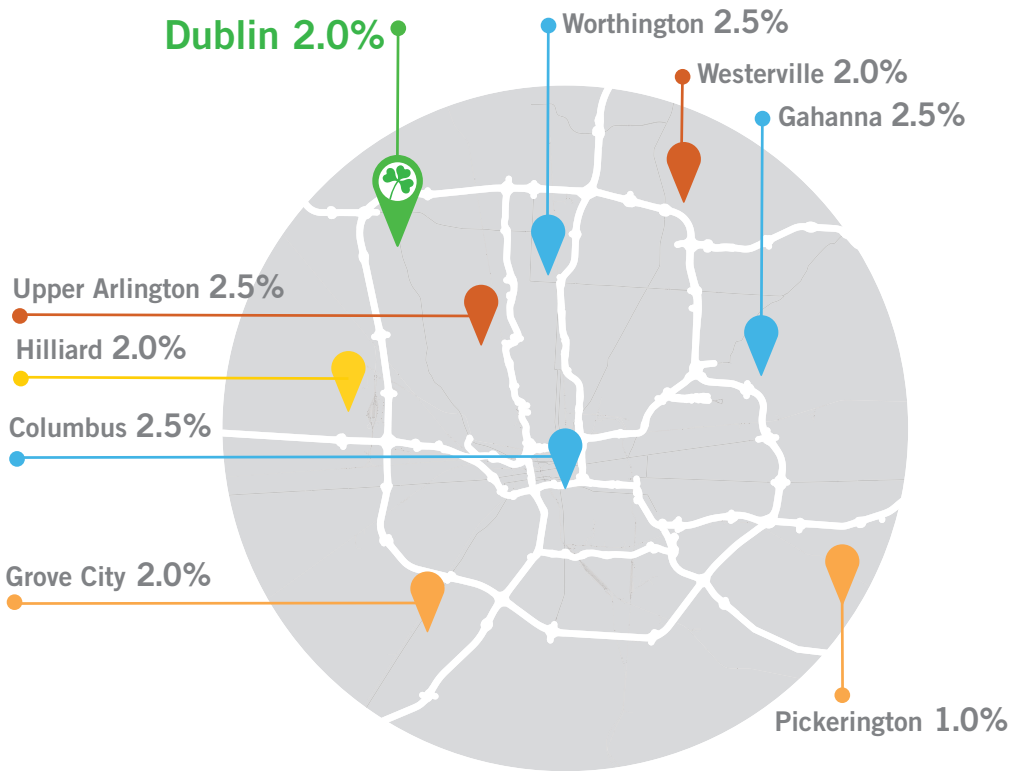 Dublin 2.0%
Worthington 2.5%
Westerville 2.0%
Gahanna 2.5%
Upper Arlington 2.5%
Hilliard 2.0%
Columbus 2.5%
Grove City 2.0%
Pickerington 1.0%